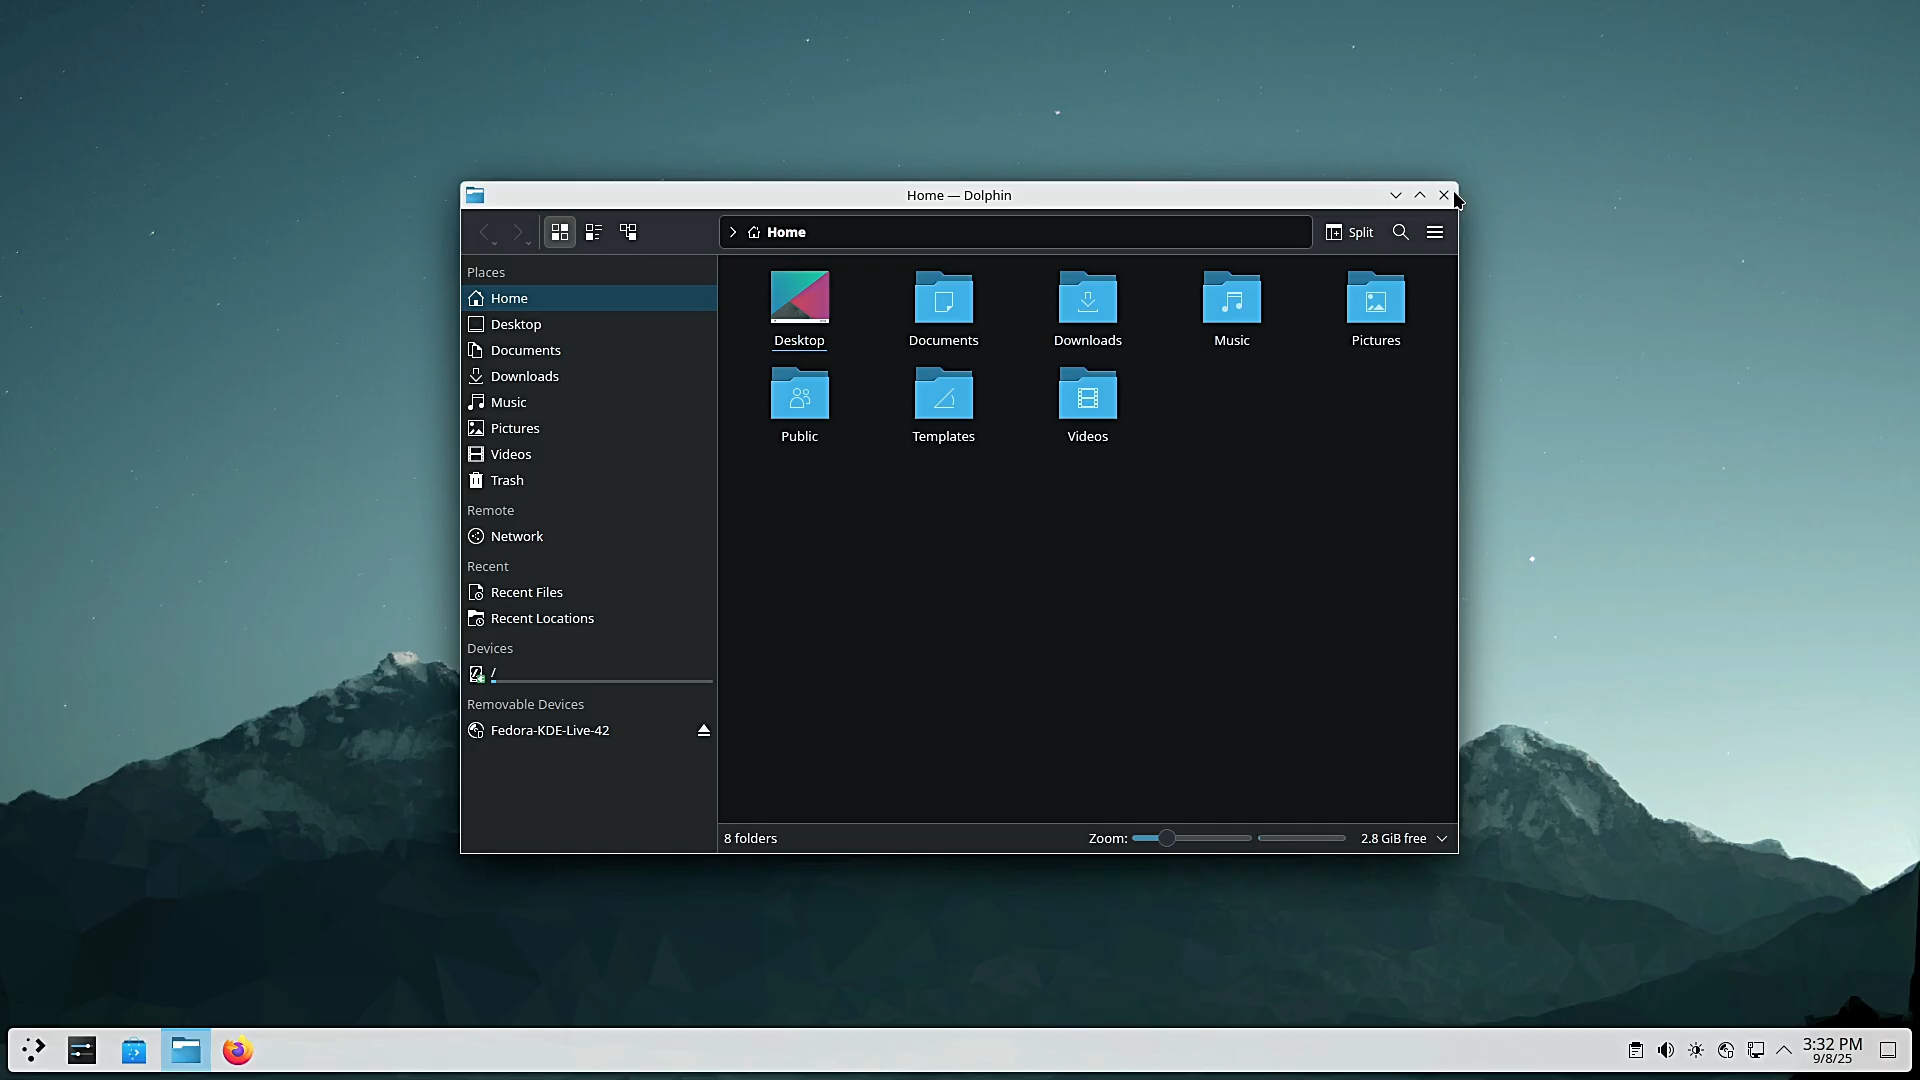 Home — Dolphin
Home
Split
Places
Home
Desktop
Documents
Downloads
Music
Pictures
Videos
Trash
Remote
Network
Recent
Recent Files
Recent Locations
Devices
/
Removable Devices
Fedora-KDE-Live-42
Desktop
Documents
Downloads
Music
Pictures
Public
Templates
Videos
8 folders
Zoom:
2.8 GiB free
3:32 PM
9/8/25